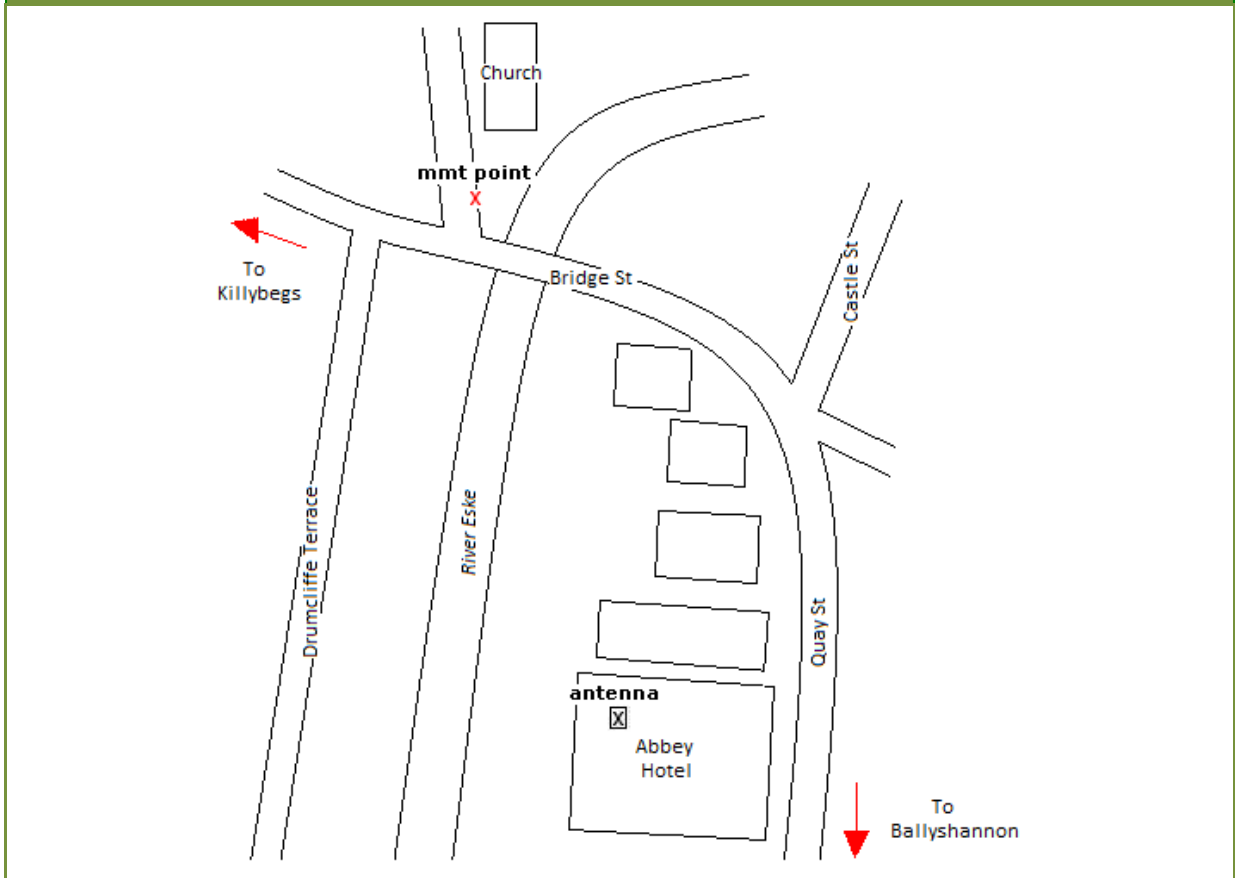 Church
mmt point
X
To
Killybegs
Bridge St
Castle St
River Eske
Drumcliffe Terrace
Quay St
antenna
X
Abbey
Hotel
To
Ballyshannon